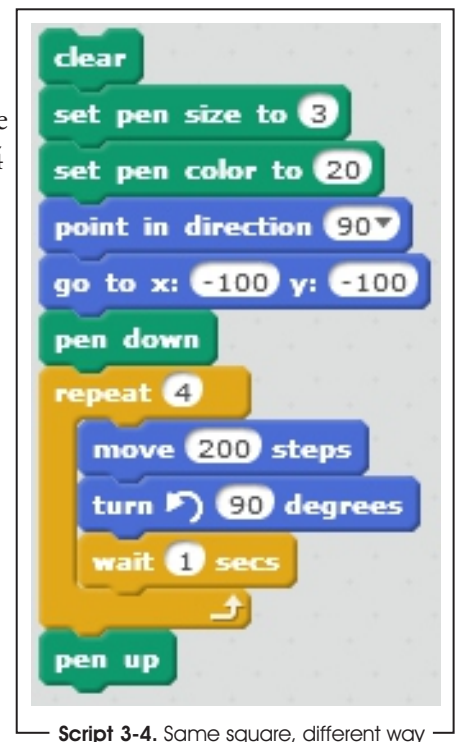 clear
set pen size to 3
set pen color to 20
point in direction 90
go to x: -100 y: -100
pen down
repeat 4
move 200 steps
turn 90 degrees
wait 1 secs
pen up
Script 3-4. Same square, different way